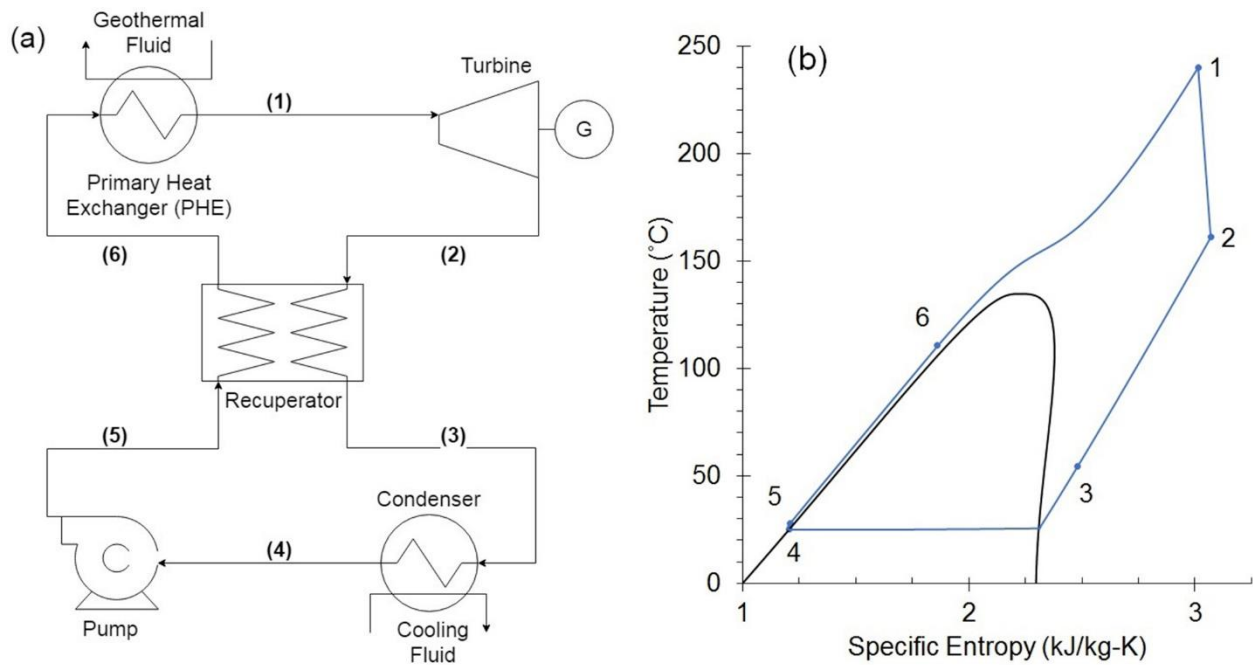 (a)
Geothermal
Fluid
Turbine
(1)
G
Primary Heat
Exchanger (PHE)
(6)
(2)
Recuperator
(5)
(3)
Condenser
(4)
Pump
Cooling
Fluid
(b)
250
200
150
100
50
0
Temperature (°C)
1
2
3
4
5
6
1
2
3
Specific Entropy (kJ/kg-K)